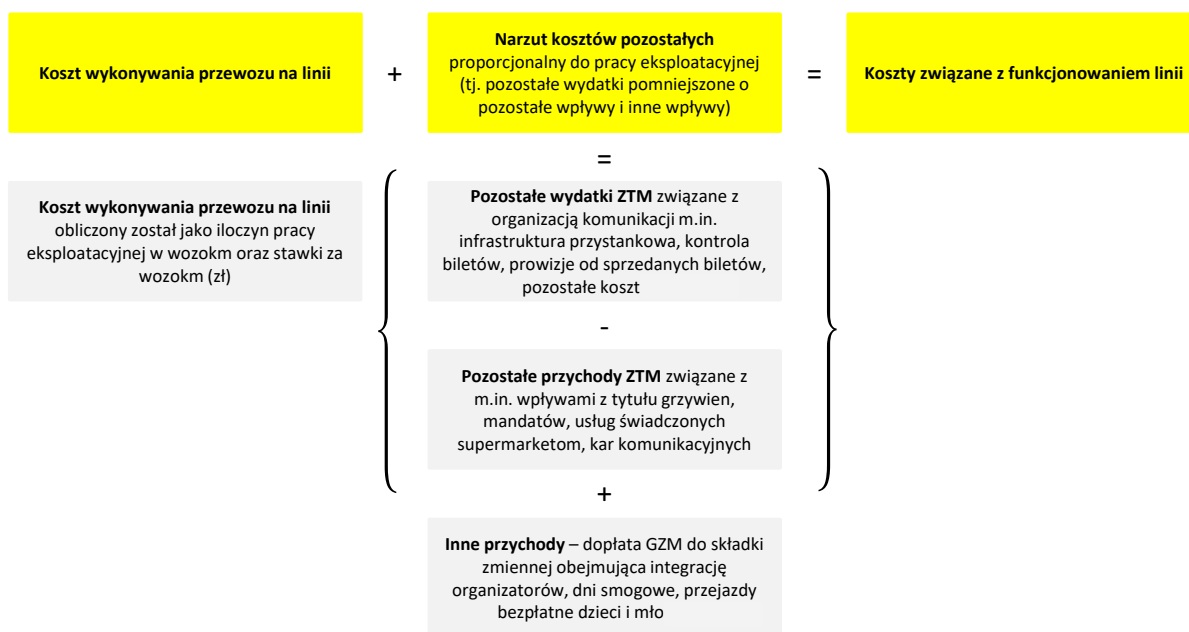 Koszt wykonywania przewozu na linii
+
Narzut kosztów pozostałych
proporcjonalny do pracy eksploatacyjnej
(tj. pozostałe wydatki pomniejszone o
pozostałe wpływy i inne wpływy)
=
Koszty związane z funkcjonowaniem linii
=
Koszt wykonywania przewozu na linii
obliczony został jako iloczyn pracy
eksploatacyjnej w wozokm oraz stawki za
wozokm (zł)
Pozostałe wydatki ZTM związane z
organizacją komunikacji m.in.
infrastruktura przystankowa, kontrola
biletów, prowizje od sprzedanych biletów,
pozostałe koszt
-
Pozostałe przychody ZTM związane z
m.in. wpływami z tytułu grzywien,
mandatów, usług świadczonych
supermarketom, kar komunikacyjnych
+
Inne przychody – dopłata GZM do składki
zmiennej obejmująca integrację
organizatorów, dni smogowe, przejazdy
bezpłatne dzieci i mło